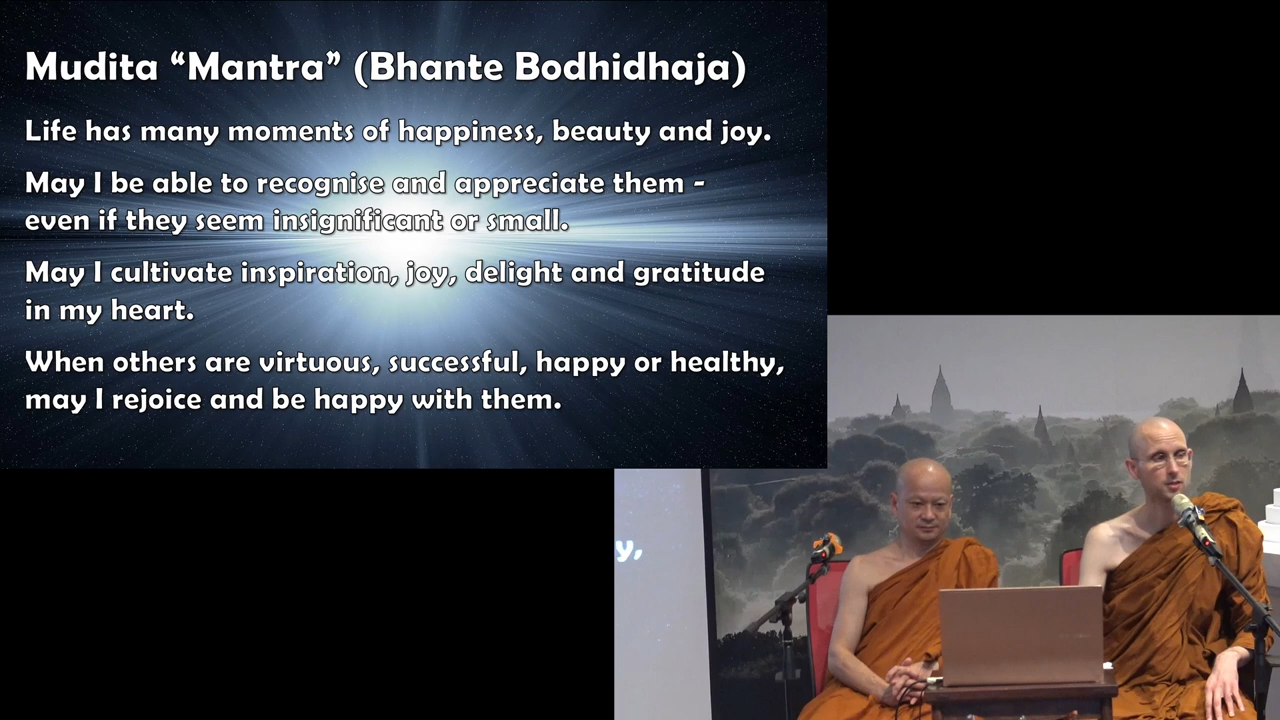 Mudita “Mantra” (Bhante Bodhidhaja)
Life has many moments of happiness, beauty and joy.
May I be able to recognise and appreciate them -
even if they seem insignificant or small.
May I cultivate inspiration, joy, delight and gratitude
in my heart.
When others are virtuous, successful, happy or healthy,
may I rejoice and be happy with them.
y,